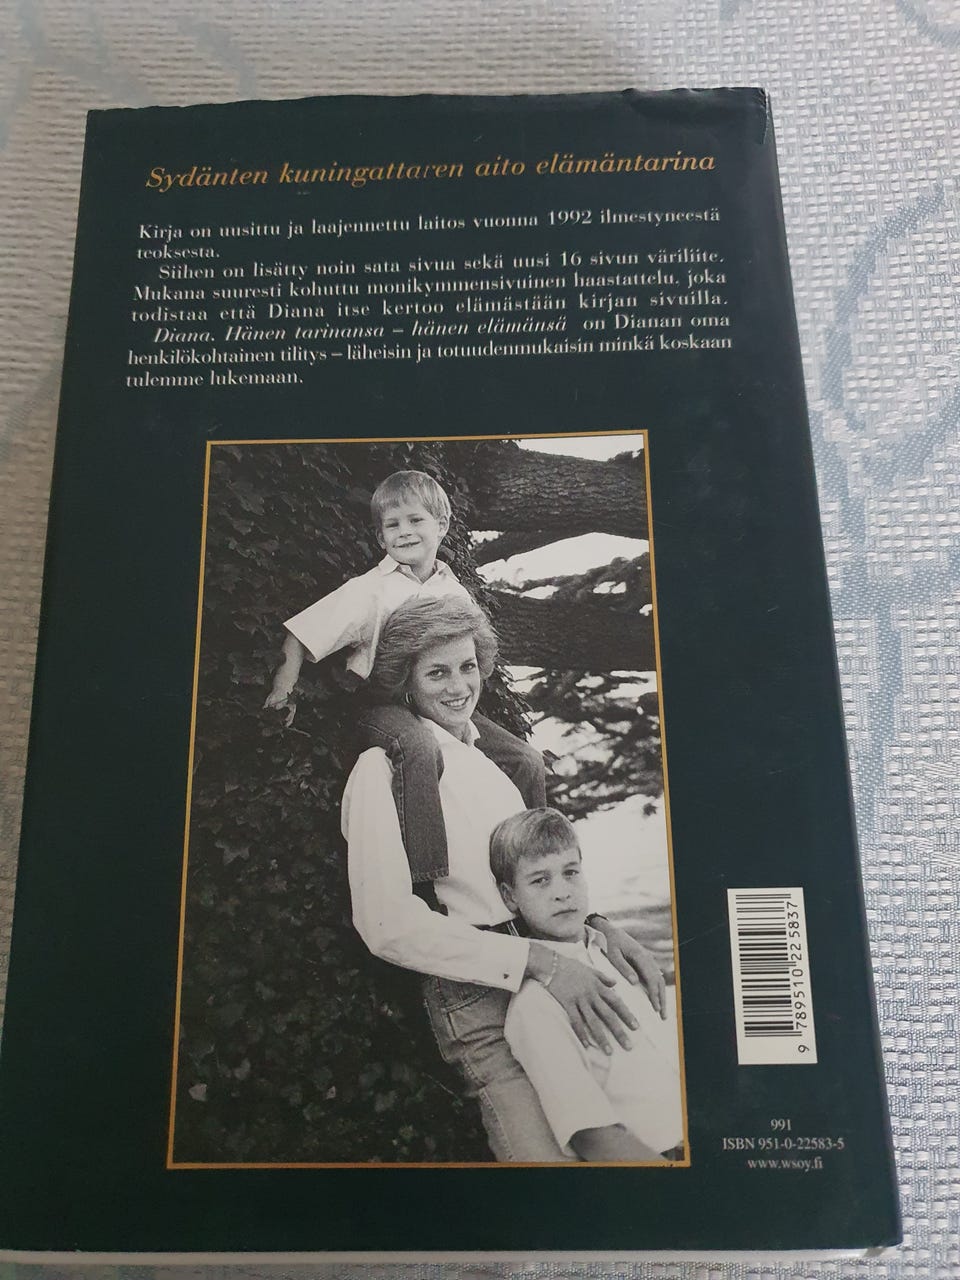 Sydänten kuningattaren aito elämäntarina
Kirja on uusittu ja laajennettu laitos vuonna 1992 ilmestyneestä
teoksesta.
Siihen on lisätty noin sata sivua sekä uusi 16 sivun väriliite.
Mukana suuresti kohuttu monikymmensivuinen haastattelu, joka
todistaa että Diana itse kertoo elämästään kirjan sivuilla.
Diana. Hänen tarinansa – hänen elämänsä on Dianan oma
henkilökohtainen tilitys – läheisin ja totuudenmukaisin minkä koskaan
tulemme lukemaan.
9 789510 225837
991
ISBN 951-0-22583-5
www.wsoy.fi